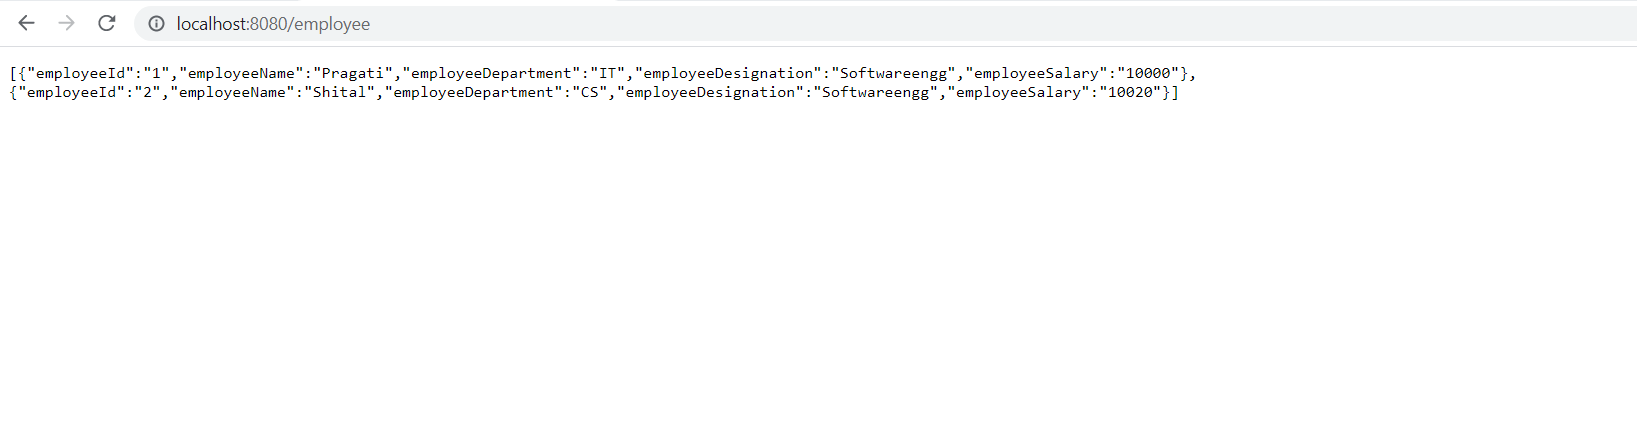 localhost:8080/employee
[{"employeeId":"1","employeeName":"Pragati","employeeDepartment":"IT","employeeDesignation":"Softwareengg","employeeSalary":"10000"},
{"employeeId":"2","employeeName":"Shital","employeeDepartment":"CS","employeeDesignation":"Softwareengg","employeeSalary":"10020"}]